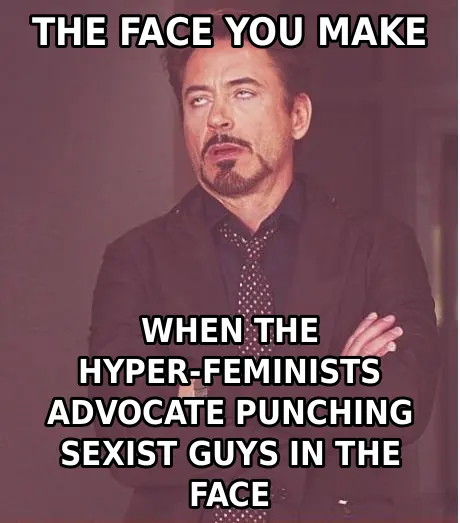 THE FACE YOU MAKE
WHEN THE
HYPER-FEMINISTS
ADVOCATE PUNCHING
SEXIST GUYS IN THE
FACE